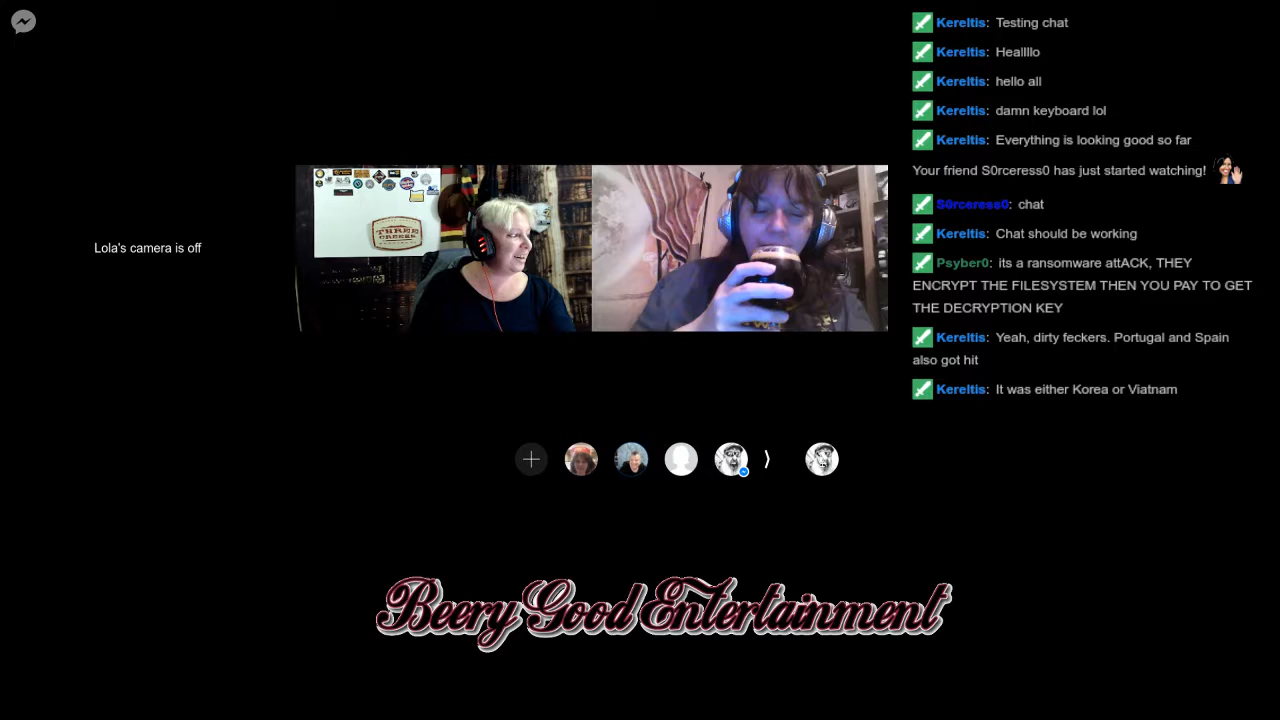 Kereltis: Testing chat
Kereltis: Heallllo
Kereltis: hello all
Kereltis: damn keyboard lol
Kereltis: Everything is looking good so far
Your friend S0rceress0 has just started watching!
S0rceress0: chat
Kereltis: Chat should be working
Psyber0: its a ransomware attACK, THEY
ENCRYPT THE FILESYSTEM THEN YOU PAY TO GET
THE DECRYPTION KEY
Kereltis: Yeah, dirty feckers. Portugal and Spain
also got hit
Kereltis: It was either Korea or Viatnam
Lola's camera is off
THREE
CREEKS
Beery Good Entertainment